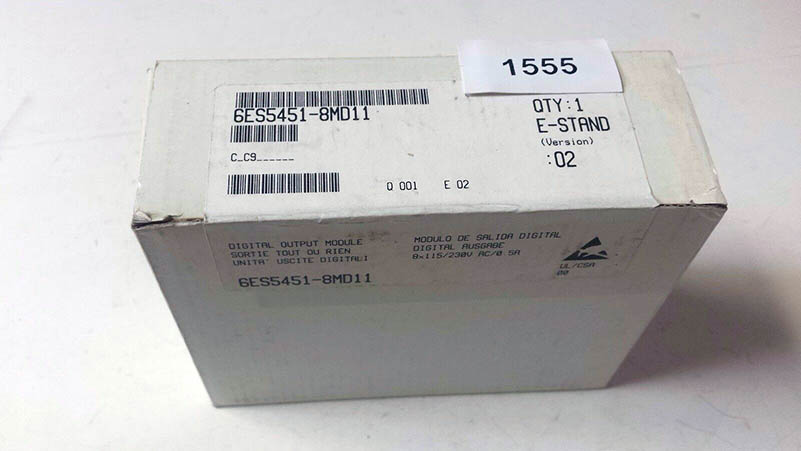 1555
6ES5451-8MD11
QTY:1
E-STAND
(Version)
:02
C_C9______
Q 001 E 02
DIGITAL OUTPUT MODULE
SORTIE TOUT OU RIEN
UNITA' USCITE DIGITALI
6ES5451-8MD11
MODULO DE SALIDA DIGITAL
DIGITAL AUSGABE
8x115/230V AC/0.5A
UL/CSA
00